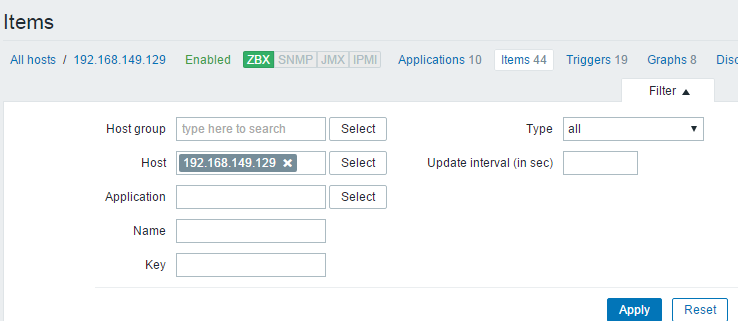 Items
All hosts / 192.168.149.129 Enabled ZBX SNMP JMX IPMI Applications 10 Items 44 Triggers 19 Graphs 8 Disc
Filter ▲
Host group type here to search Select Type all
Host 192.168.149.129 × Select Update interval (in sec)
Application Select
Name
Key
Apply Reset